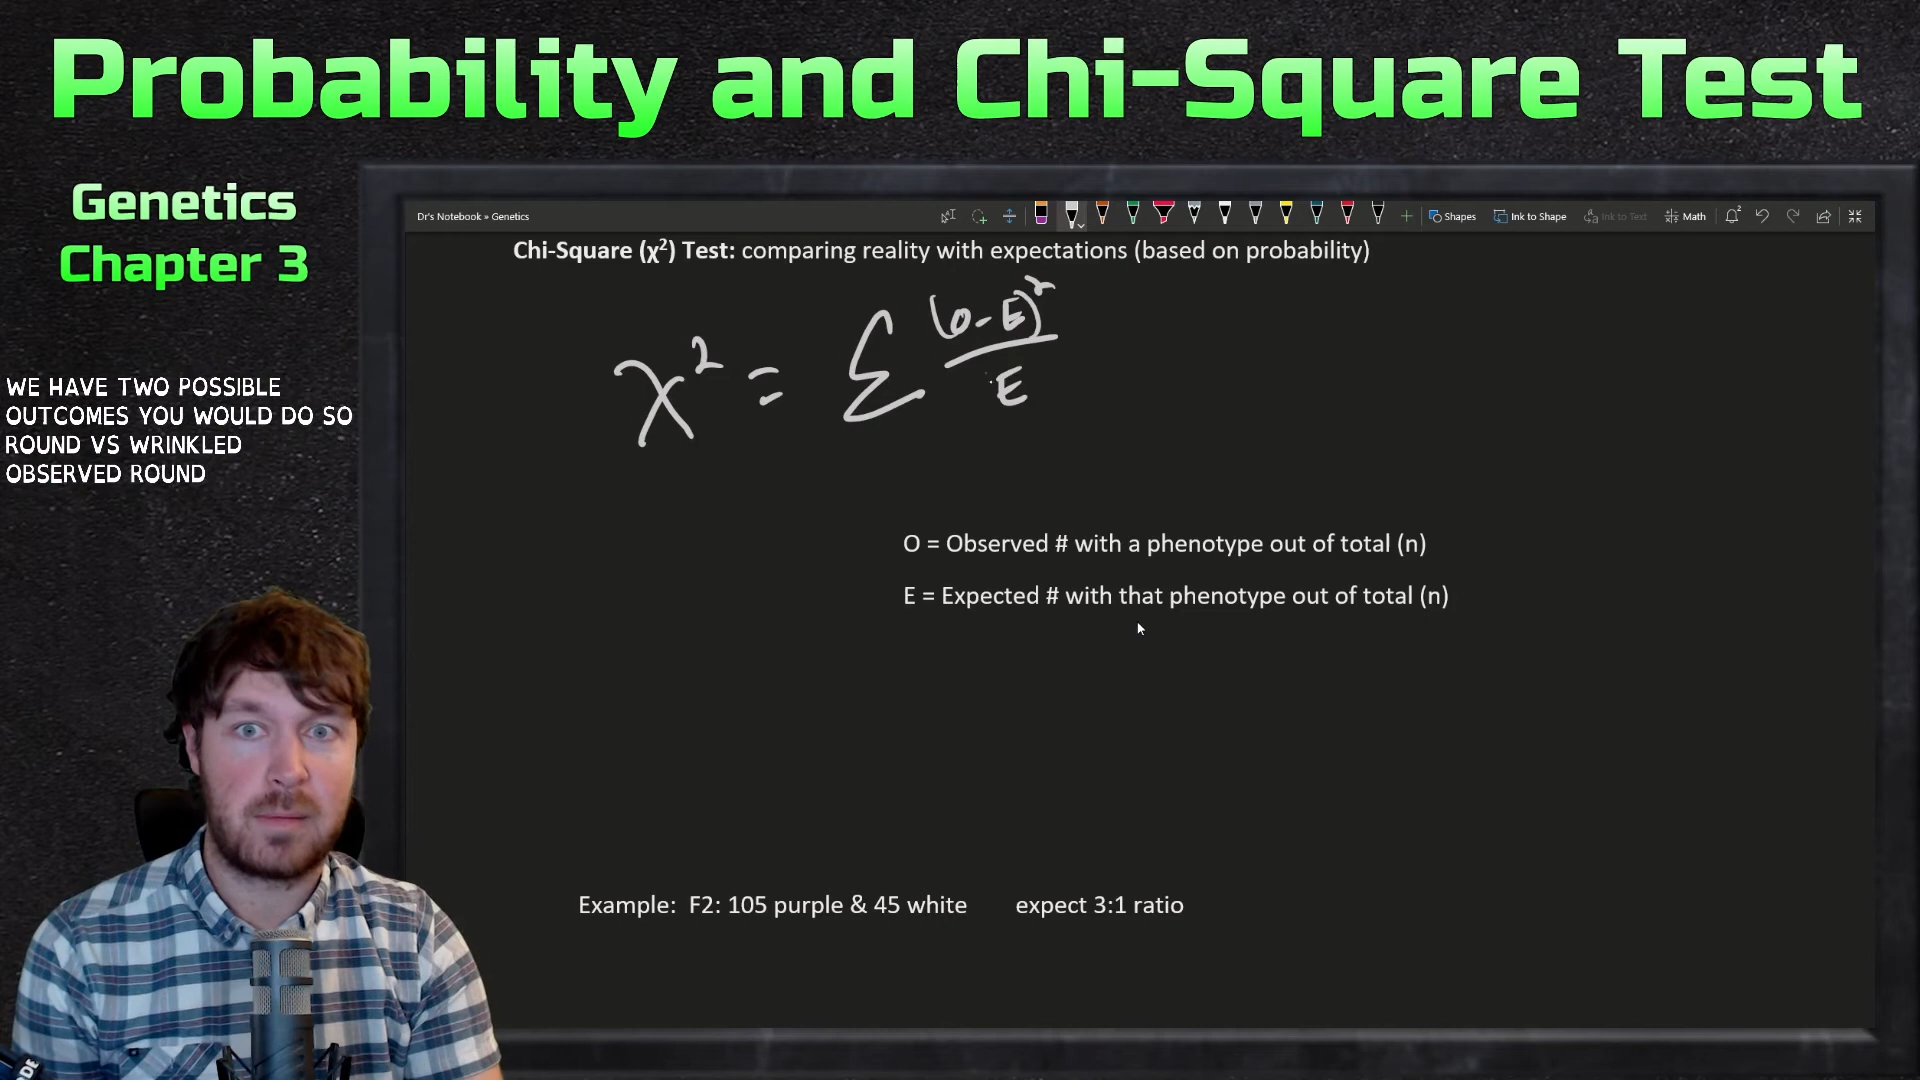 Probability and Chi-Square Test
Genetics
Chapter 3
WE HAVE TWO POSSIBLE
OUTCOMES YOU WOULD DO SO
ROUND VS WRINKLED
OBSERVED ROUND
Dr's Notebook » Genetics
Shapes
Ink to Shape
Ink to Text
Math
Chi-Square (χ²) Test: comparing reality with expectations (based on probability)
χ² = Σ (O-E)² / E
O = Observed # with a phenotype out of total (n)
E = Expected # with that phenotype out of total (n)
Example: F2: 105 purple & 45 white expect 3:1 ratio